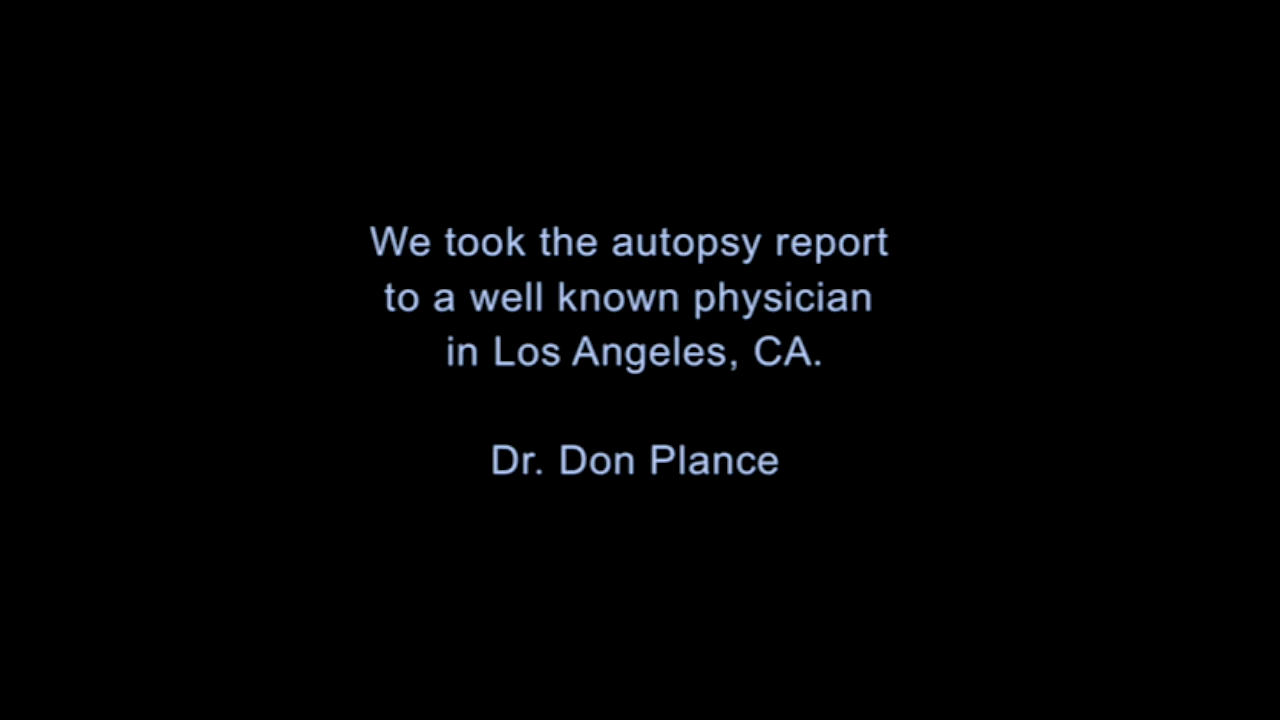 We took the autopsy report
to a well known physician
in Los Angeles, CA.
Dr. Don Plance